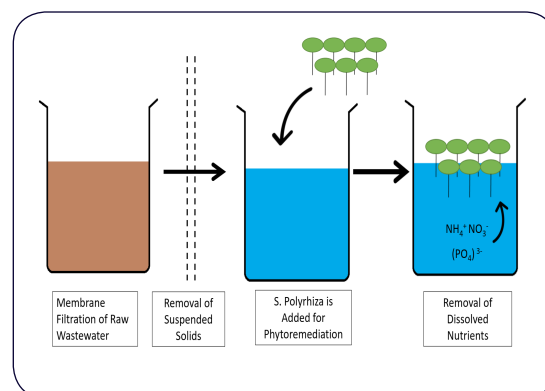 NH₄⁺ NO₃⁻
(PO₄) ³⁻
Membrane
Filtration of Raw
Wastewater
Removal of
Suspended
Solids
S. Polyrhiza is
Added for
Phytoremediation
Removal of
Dissolved
Nutrients